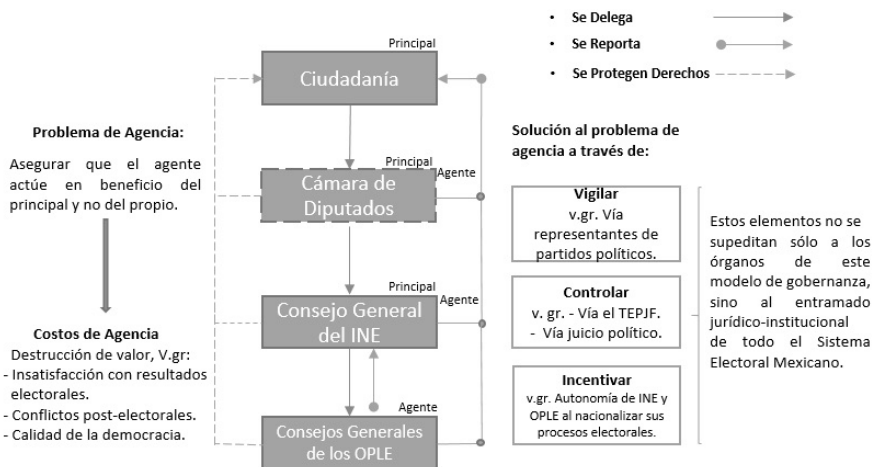 • Se Delega
• Se Reporta
• Se Protegen Derechos
Principal
Ciudadanía
Problema de Agencia:
Asegurar que el agente
actúe en beneficio del
principal y no del propio.
Costos de Agencia
Destrucción de valor, V.gr:
- Insatisfacción con resultados
electorales.
- Conflictos post-electorales.
- Calidad de la democracia.
Principal
Agente
Cámara de
Diputados
Principal
Agente
Consejo General
del INE
Agente
Consejos Generales
de los OPLE
Solución al problema de
agencia a través de:
Vigilar
v.gr. Vía
representantes de
partidos políticos.
Controlar
v. gr. - Vía el TEPJF.
- Vía juicio político.
Incentivar
v.gr. Autonomía de INE y
OPLE al nacionalizar sus
procesos electorales.
Estos elementos no se
supeditan sólo a los
órganos de este
modelo de gobernanza,
sino al entramado
jurídico-institucional
de todo el Sistema
Electoral Mexicano.